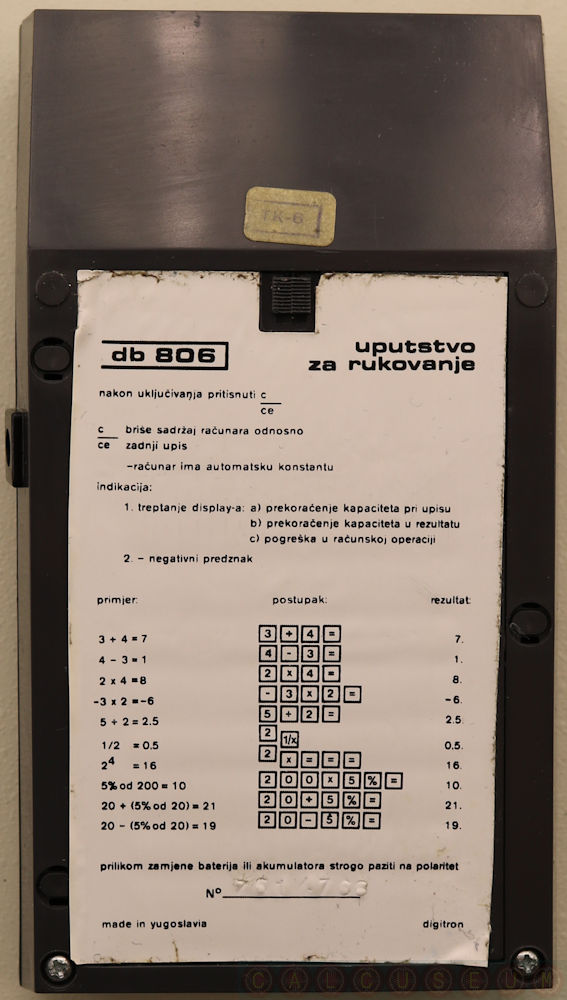 TK-6
db 806
uputstvo
za rukovanje
nakon uključivanja pritisnuti c
ce
c briše sadržaj računara odnosno
ce zadnji upis
-računar ima automatsku konstantu
indikacija:
1. treptanje display-a: a) prekoračenje kapaciteta pri upisu
b) prekoračenje kapaciteta u rezultatu
c) pogreška u računskoj operaciji
2. - negativni predznak
primjer: postupak: rezultat:
3 + 4 = 7 3 + 4 = 7.
4 - 3 = 1 4 - 3 = 1.
2 x 4 = 8 2 x 4 = 8.
-3 x 2 = -6 - 3 x 2 = -6.
5 + 2 = 2.5 5 + 2 = 2.5
1/2 = 0.5 2 1/x 0.5.
2⁴ = 16 2 x = = = 16.
5% od 200 = 10 2 0 0 x 5 % = 10.
20 + (5% od 20) = 21 2 0 + 5 % = 21.
20 - (5% od 20) = 19 2 0 - 5 % = 19.
prilikom zamjene baterija ili akumulatora strogo paziti na polaritet
Nº
made in yugoslavia digitron
CALCUSEUM